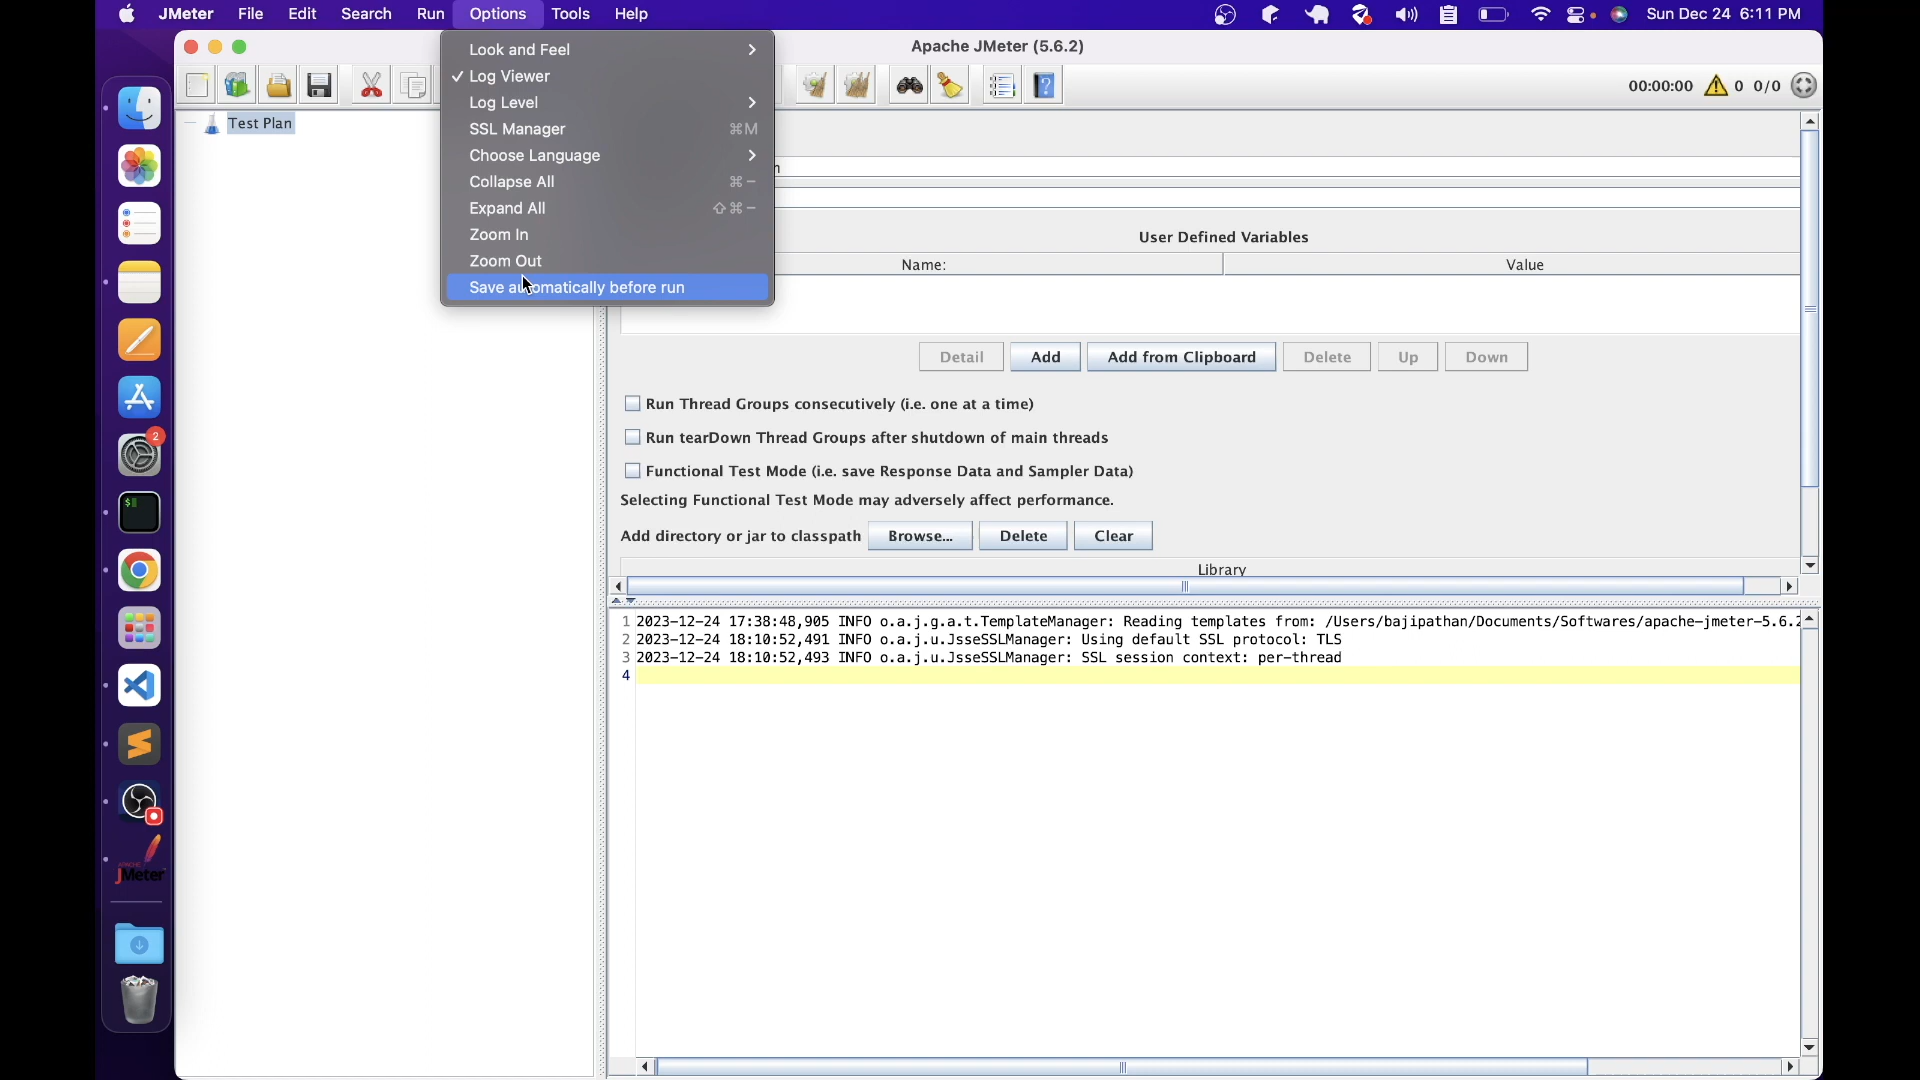 JMeter File Edit Search Run Options Tools Help
Sun Dec 24 6:11 PM
Apache JMeter (5.6.2)
00:00:00 0 0/0
Look and Feel
Log Viewer
Log Level
SSL Manager ⌘M
Choose Language
Collapse All ⌘−
Expand All ⇧⌘−
Zoom In
Zoom Out
Save automatically before run
Test Plan
User Defined Variables
Name: Value
Detail Add Add from Clipboard Delete Up Down
Run Thread Groups consecutively (i.e. one at a time)
Run tearDown Thread Groups after shutdown of main threads
Functional Test Mode (i.e. save Response Data and Sampler Data)
Selecting Functional Test Mode may adversely affect performance.
Add directory or jar to classpath Browse... Delete Clear
Library
1 2023-12-24 17:38:48,905 INFO o.a.j.g.a.t.TemplateManager: Reading templates from: /Users/bajipathan/Documents/Softwares/apache-jmeter-5.6.2
2 2023-12-24 18:10:52,491 INFO o.a.j.u.JsseSSLManager: Using default SSL protocol: TLS
3 2023-12-24 18:10:52,493 INFO o.a.j.u.JsseSSLManager: SSL session context: per-thread
4
2
$
APACHE
JMeter